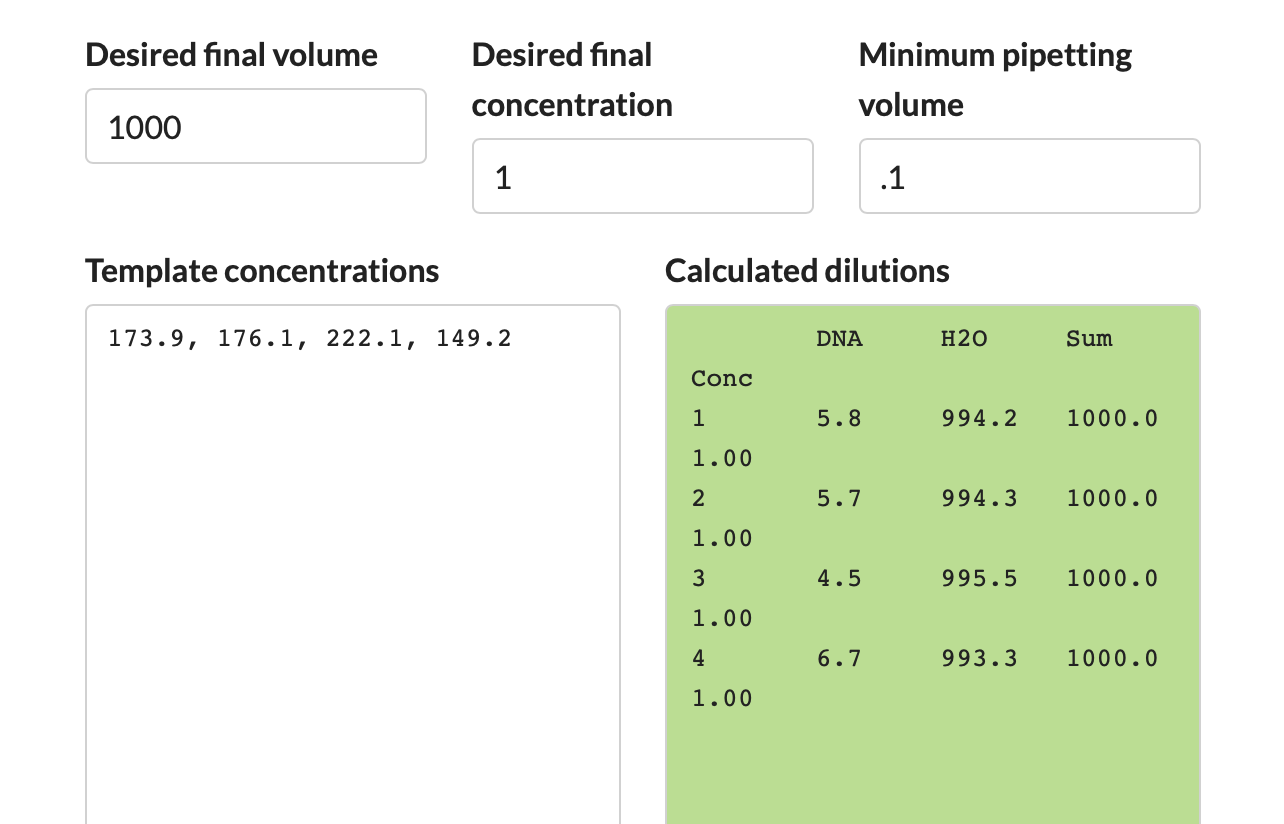 Desired final volume
1000
Desired final
concentration
1
Minimum pipetting
volume
.1
Template concentrations
173.9, 176.1, 222.1, 149.2
Calculated dilutions
DNA H2O Sum
Conc
1 5.8 994.2 1000.0
1.00
2 5.7 994.3 1000.0
1.00
3 4.5 995.5 1000.0
1.00
4 6.7 993.3 1000.0
1.00